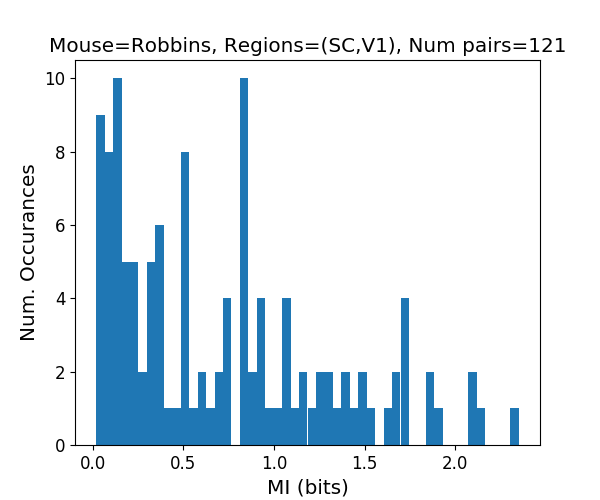 Mouse=Robbins, Regions=(SC,V1), Num pairs=121
10
8
6
4
2
0
Num. Occurances
0.0 0.5 1.0 1.5 2.0
MI (bits)